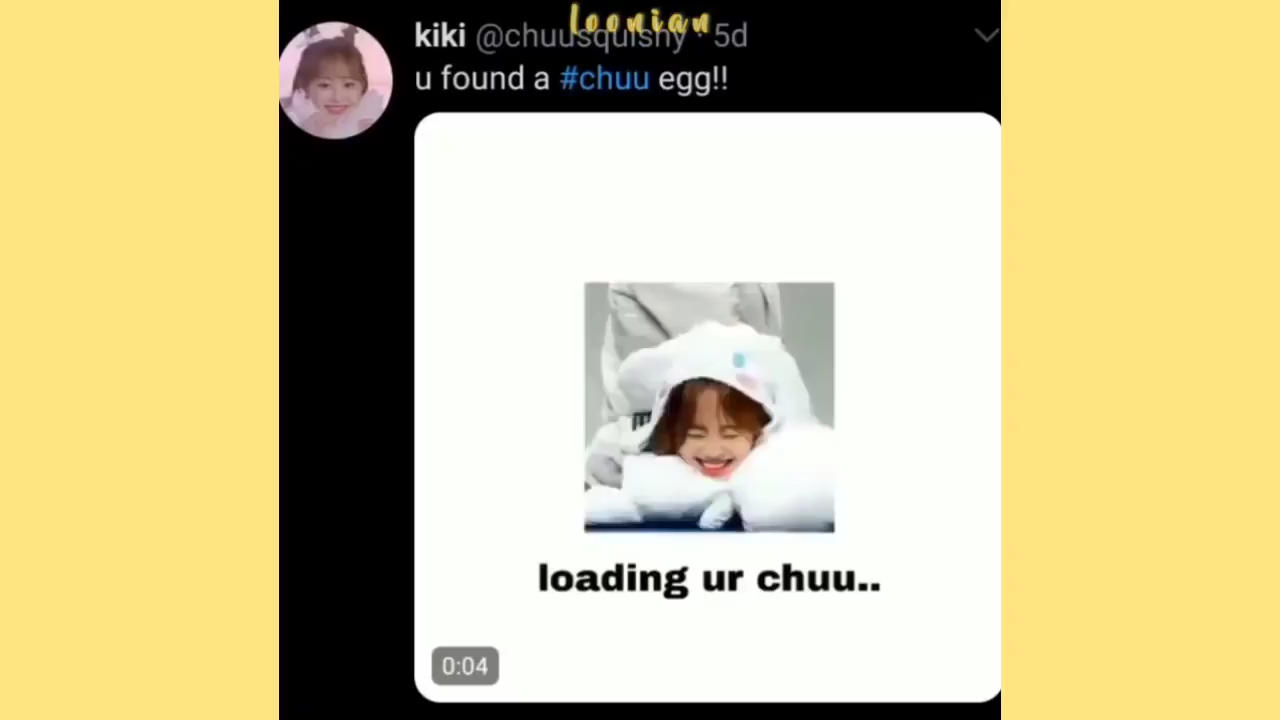 loonian
kiki @chuusquishy · 5d
u found a #chuu egg!!
loading ur chuu..
0:04